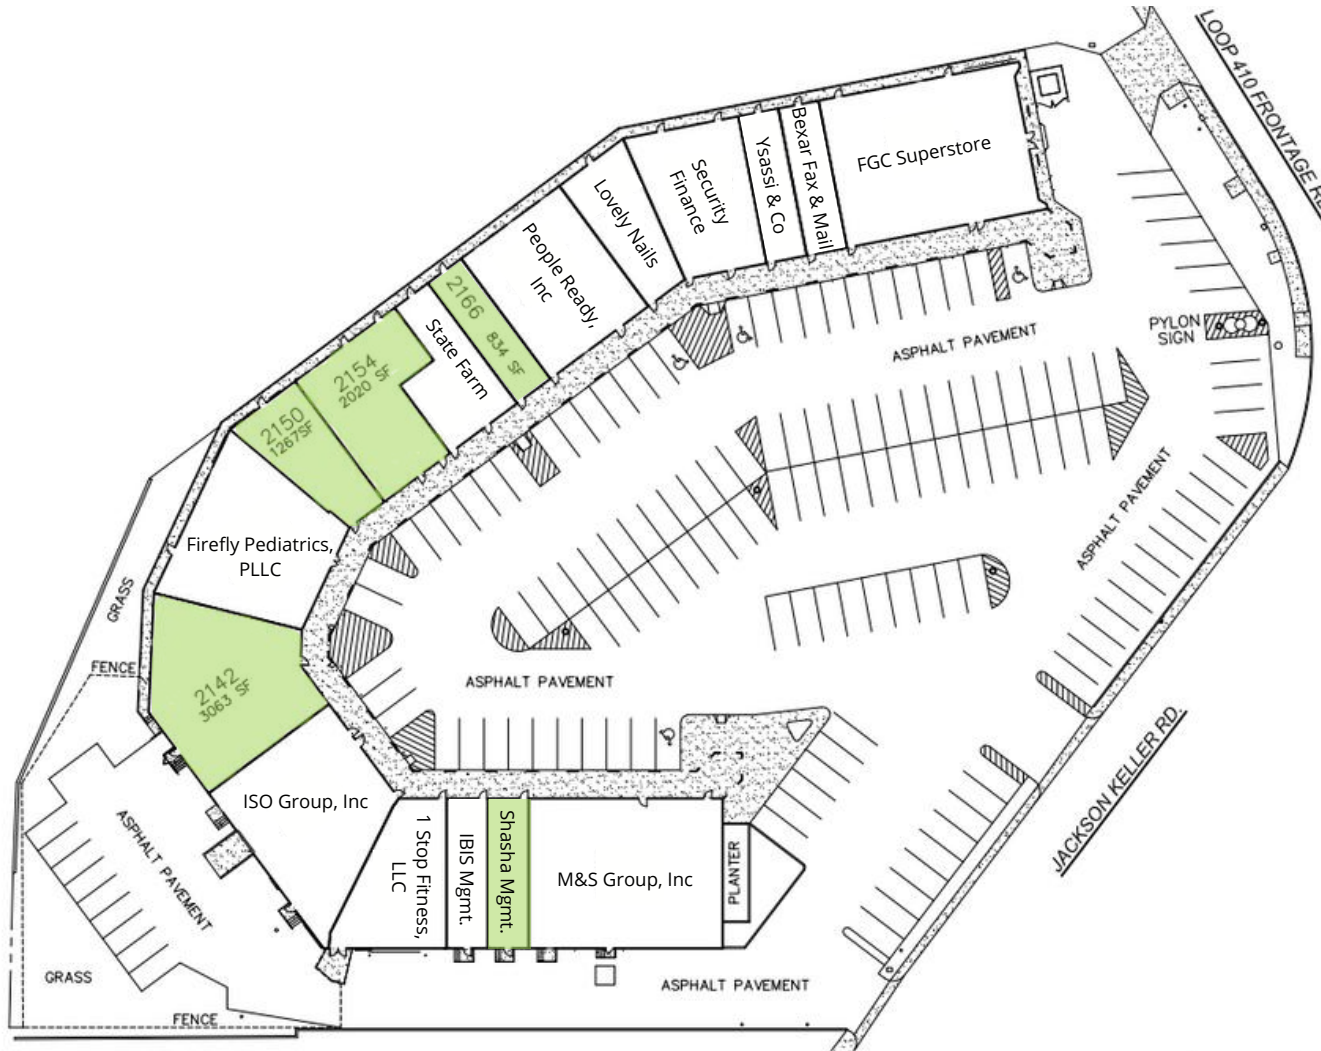 LOOP 410 FRONTAGE RD
FGC Superstore
Bexar Fax & Mail
Ysassi & Co
Security
Finance
Lovely Nails
People Ready,
Inc
2166 834 SF
State Farm
2154
2020 SF
2150
1267SF
Firefly Pediatrics,
PLLC
2142
3063 SF
ISO Group, Inc
1 Stop Fitness,
LLC
IBIS Mgmt.
Shasha Mgmt.
M&S Group, Inc
PLANTER
PYLON
SIGN
ASPHALT PAVEMENT
ASPHALT PAVEMENT
ASPHALT PAVEMENT
JACKSON KELLER RD.
GRASS
FENCE
ASPHALT PAVEMENT
GRASS
FENCE
ASPHALT PAVEMENT